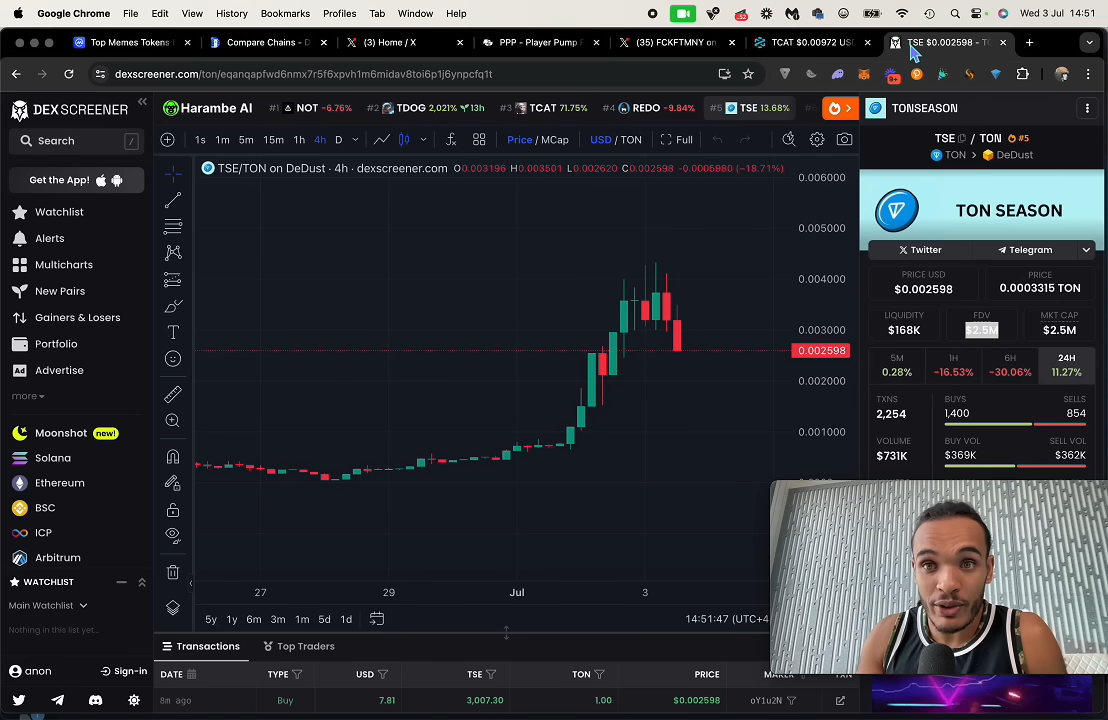 Google Chrome File Edit View History Bookmarks Profiles Tab Window Help 52 Wed 3 Jul 14:51
Top Memes Tokens Compare Chains - D (3) Home / X PPP - Player Pump F (35) FCKFTMNY on TCAT $0.00972 USD TSE $0.002598 - TO
dexscreener.com/ton/eqanqapfwd6nmx7r5f6xpvh1m6midav8toi6p1j6ynpcfq1t 9+
DEX SCREENER
Search /
Get the App!
Watchlist
Alerts
Multicharts
New Pairs
Gainers & Losers
Portfolio
Ad Advertise
more
Moonshot new!
Solana
Ethereum
BSC
ICP
Arbitrum
WATCHLIST
Main Watchlist
Nothing in this list yet...
anon Sign-in
Harambe AI #1 NOT -6.76% #2 TDOG 2,021% 13h #3 TCAT 71.75% #4 REDO -9.84% #5 TSE 13.68%
1s 1m 5m 15m 1h 4h D Price / MCap USD / TON Full
TSE/TON on DeDust · 4h · dexscreener.com O0.003196 H0.003501 L0.002620 C0.002598 -0.0005980 (-18.71%)
0.006000
0.005000
0.004000
0.003000
0.002598
0.002000
0.001000
27 29 Jul 3
5y 1y 6m 3m 1m 5d 1d 14:51:47 (UTC+4
Transactions Top Traders
DATE TYPE USD TSE TON PRICE
8m ago Buy 7.81 3,007.30 1.00 $0.002598 oY1u2N
TONSEASON
TSE / TON #5
TON > DeDust
TON SEASON
Twitter Telegram
PRICE USD PRICE
$0.002598 0.0003315 TON
LIQUIDITY FDV MKT CAP
$168K $2.5M $2.5M
5M 1H 6H 24H
0.28% -16.53% -30.06% 11.27%
TXNS BUYS SELLS
2,254 1,400 854
VOLUME BUY VOL SELL VOL
$731K $369K $362K